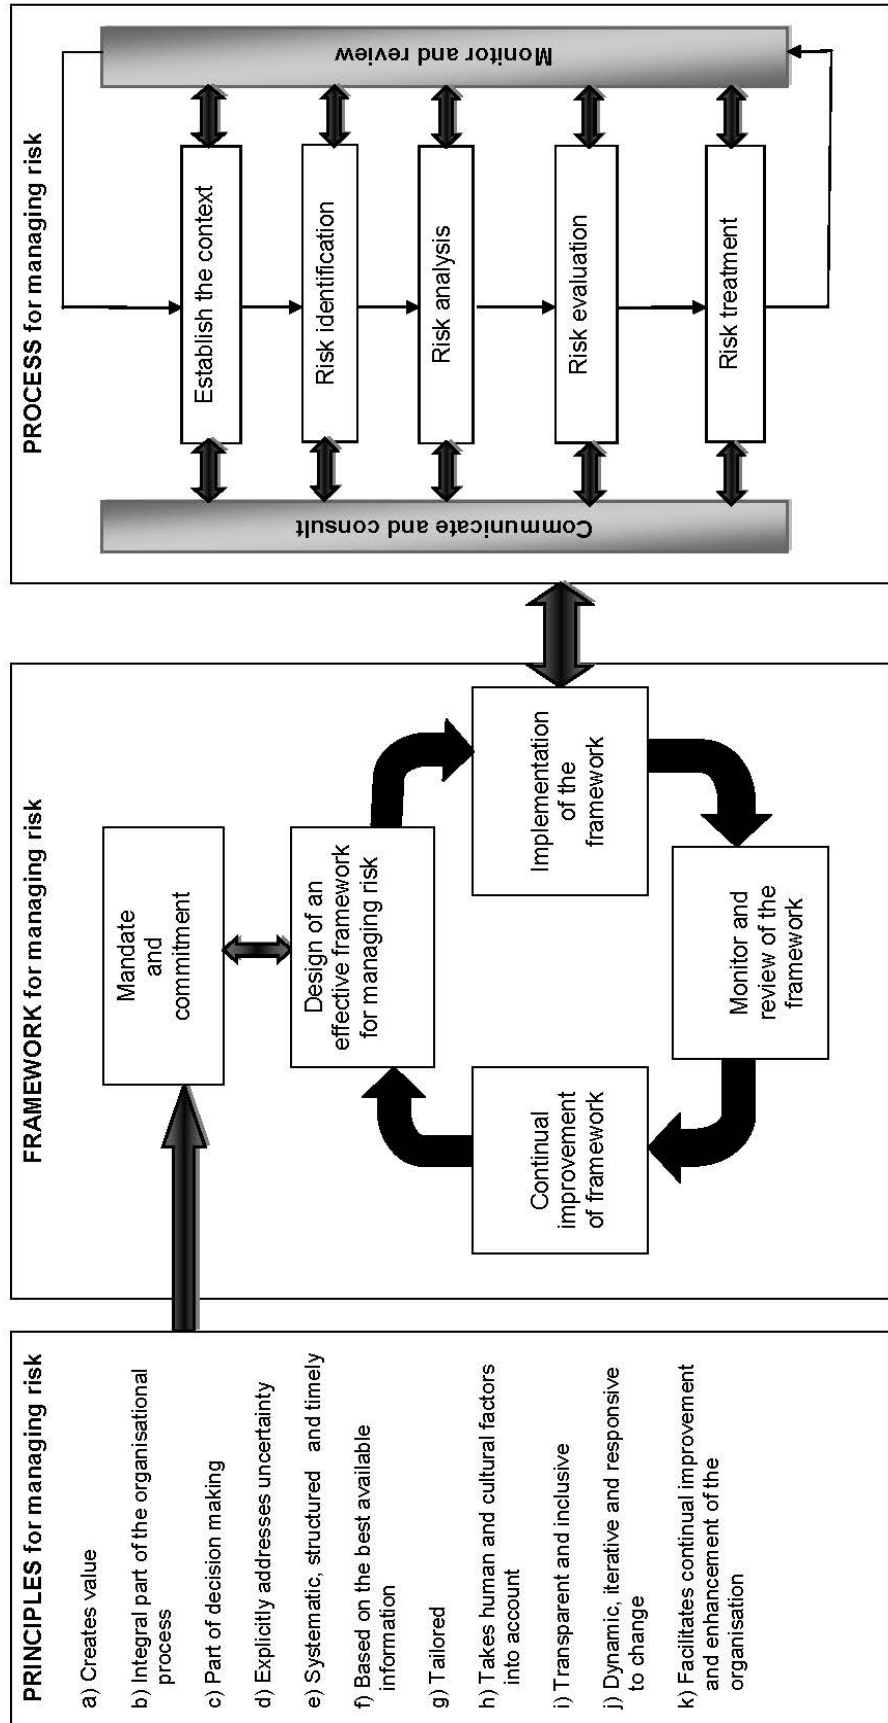 PRINCIPLES for managing risk
a) Creates value
b) Integral part of the organisational
process
c) Part of decision making
d) Explicitly addresses uncertainty
e) Systematic, structured and timely
f) Based on the best available
information
g) Tailored
h) Takes human and cultural factors
into account
i) Transparent and inclusive
j) Dynamic, iterative and responsive
to change
k) Facilitates continual improvement
and enhancement of the
organisation
FRAMEWORK for managing risk
Mandate
and
commitment
Design of an
effective framework
for managing risk
Implementation
of the
framework
Monitor and
review of the
framework
Continual
improvement
of framework
PROCESS for managing risk
Communicate and consult
Establish the context
Risk identification
Risk analysis
Risk evaluation
Risk treatment
Monitor and review